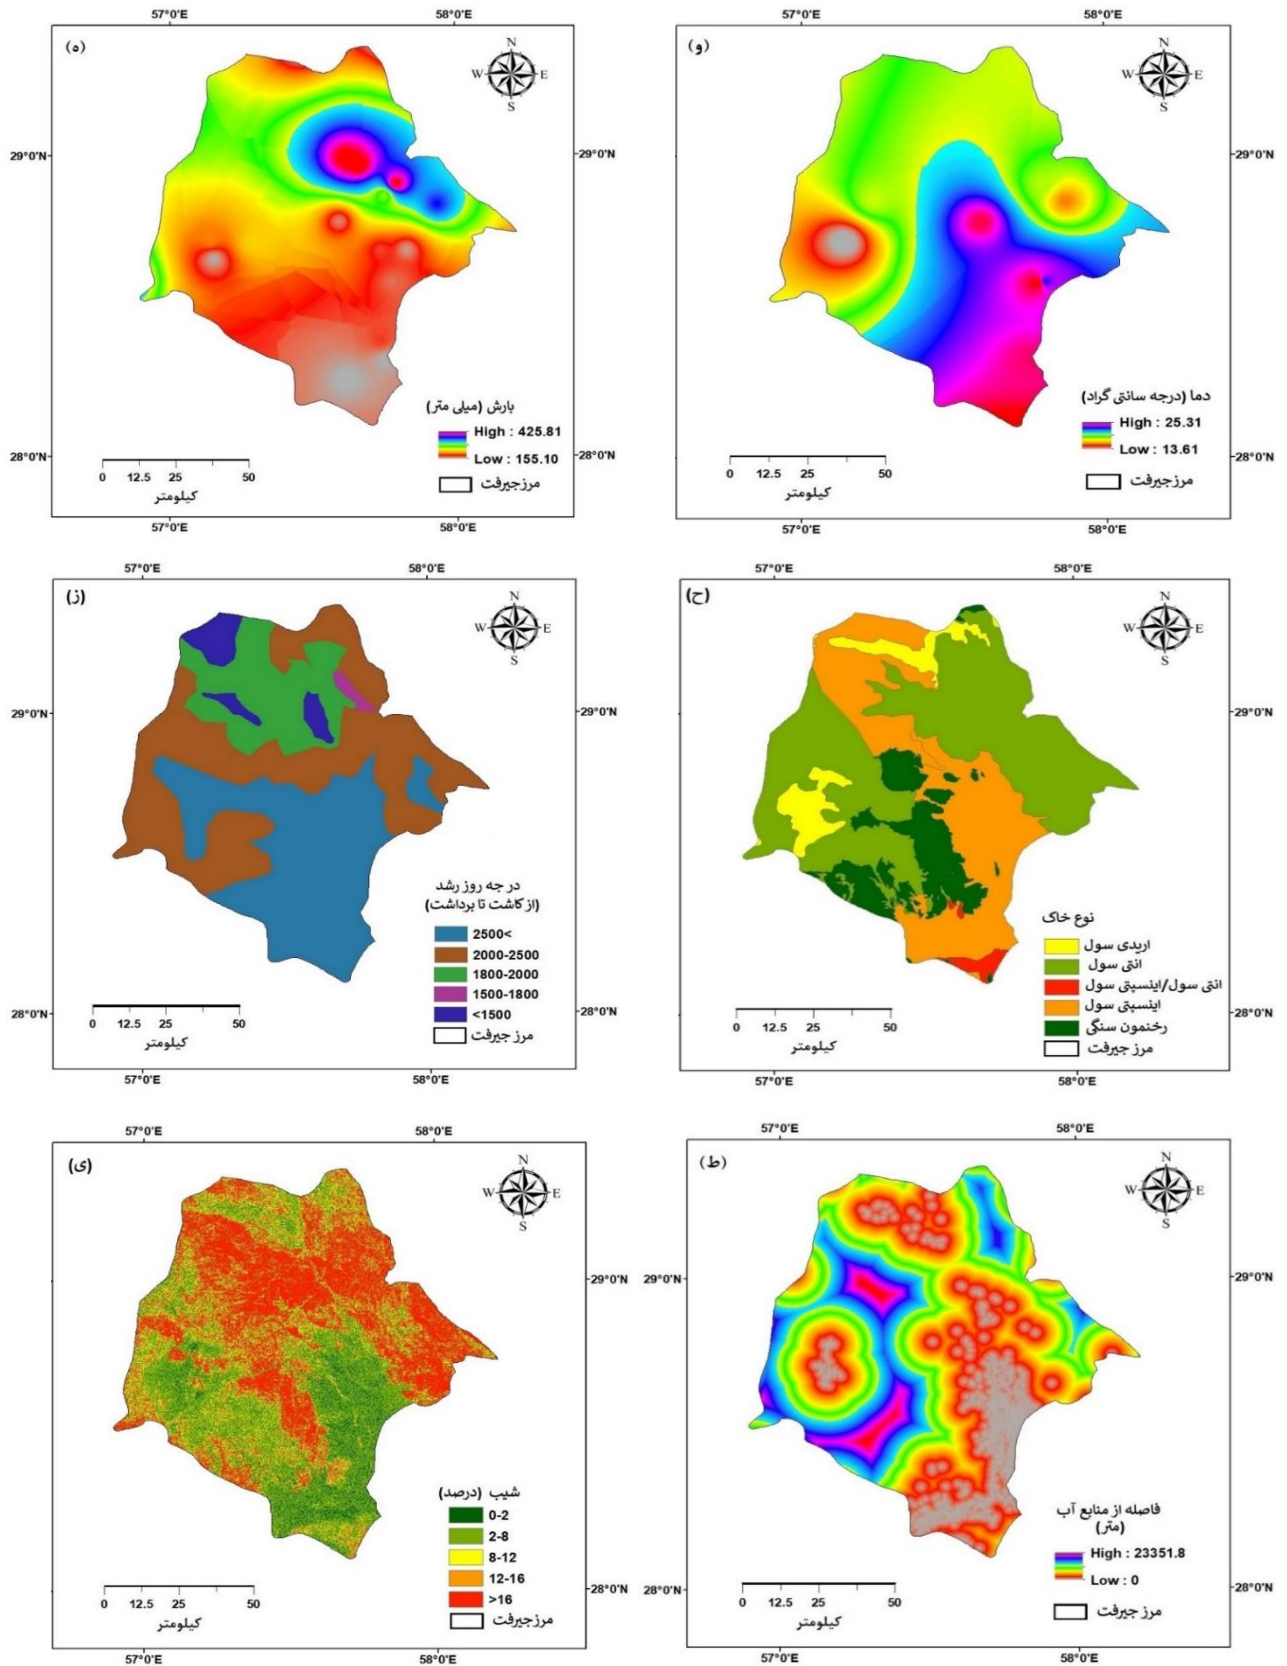 57°0'E 58°0'E
(ه)
N
W E
S
29°0'N 29°0'N
بارش (میلی متر)
High : 425.81
Low : 155.10
مرزجیرفت
28°0'N
0 12.5 25 50
کیلومتر
57°0'E 58°0'E
57°0'E 58°0'E
(و)
N
W E
S
29°0'N
دما (درجه سانتی گراد)
High : 25.31
Low : 13.61
مرزجیرفت
28°0'N
0 12.5 25 50
کیلومتر
57°0'E 58°0'E
57°0'E 58°0'E
(ز)
N
W E
S
29°0'N 29°0'N
در جه روز رشد
(از کاشت تا برداشت)
2500<
2000-2500
1800-2000
1500-1800
<1500
مرز جیرفت
28°0'N 28°0'N
0 12.5 25 50
کیلومتر
57°0'E 58°0'E
57°0'E 58°0'E
(ح)
N
W E
S
29°0'N
نوع خاک
اریدی سول
انتی سول
انتی سول/اینسپتی سول
اینسپتی سول
رخنمون سنگی
مرز جیرفت
28°0'N
0 12.5 25 50
کیلومتر
57°0'E 58°0'E
57°0'E 58°0'E
(ی)
N
W E
S
29°0'N
شیب (درصد)
0-2
2-8
8-12
12-16
>16
مرزجیرفت
28°0'N
0 12.5 25 50
کیلومتر
57°0'E 58°0'E
57°0'E 58°0'E
(ط)
N
W E
S
29°0'N 29°0'N
فاصله از منابع آب
(متر)
High : 23351.8
Low : 0
مرز جیرفت
28°0'N 28°0'N
0 12.5 25 50
کیلومتر
57°0'E 58°0'E